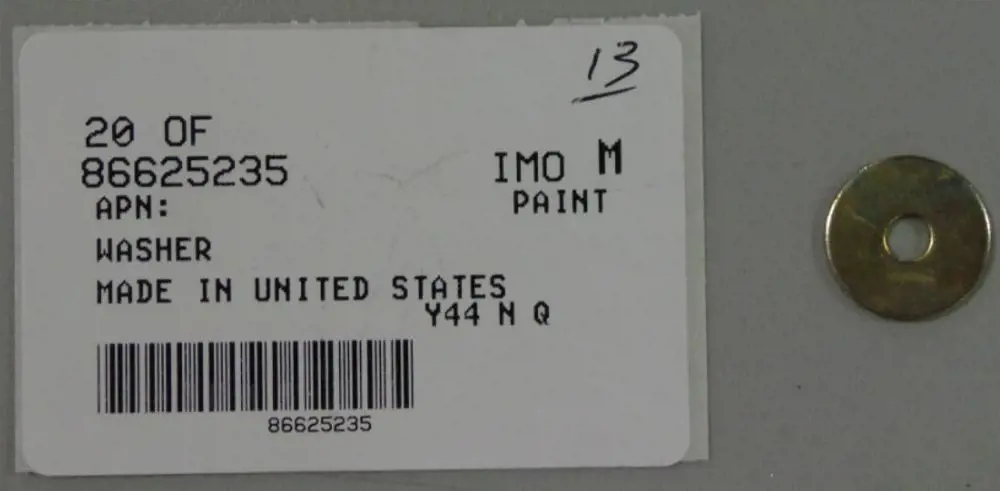 13
20 OF
86625235
IMO M
APN:
PAINT
WASHER
MADE IN UNITED STATES
Y44 N Q
86625235